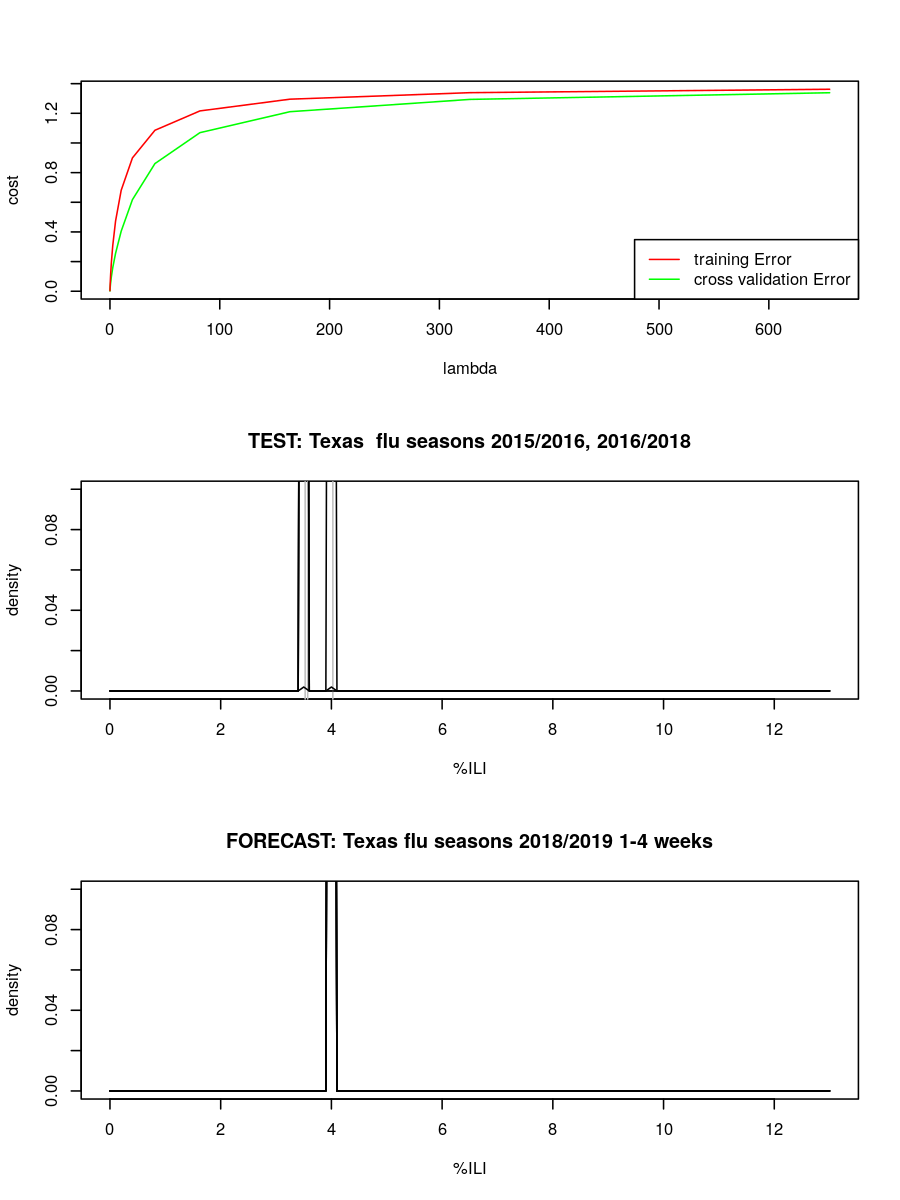 cost
0.0 0.4 0.8 1.2
training Error
cross validation Error
0 100 200 300 400 500 600
lambda
TEST: Texas  flu seasons 2015/2016, 2016/2018
density
0.00 0.04 0.08
0 2 4 6 8 10 12
%ILI
FORECAST: Texas flu seasons 2018/2019 1-4 weeks
density
0.00 0.04 0.08
0 2 4 6 8 10 12
%ILI